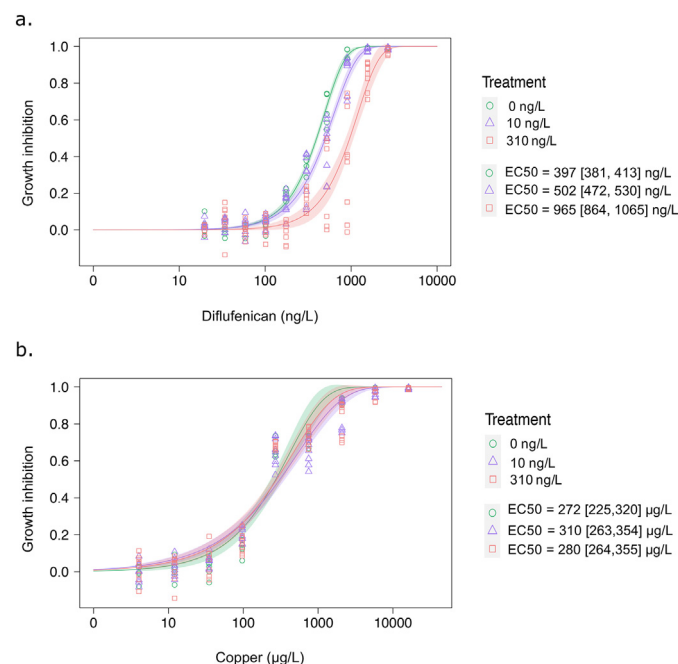 a.
Growth inhibition
1.0
0.8
0.6
0.4
0.2
0.0
0
10
100
1000
10000
Diflufenican (ng/L)
Treatment
0 ng/L
10 ng/L
310 ng/L
EC50 = 397 [381, 413] ng/L
EC50 = 502 [472, 530] ng/L
EC50 = 965 [864, 1065] ng/L
b.
Growth inhibition
1.0
0.8
0.6
0.4
0.2
0.0
0
10
100
1000
10000
Copper (µg/L)
Treatment
0 ng/L
10 ng/L
310 ng/L
EC50 = 272 [225,320] µg/L
EC50 = 310 [263,354] µg/L
EC50 = 280 [264,355] µg/L